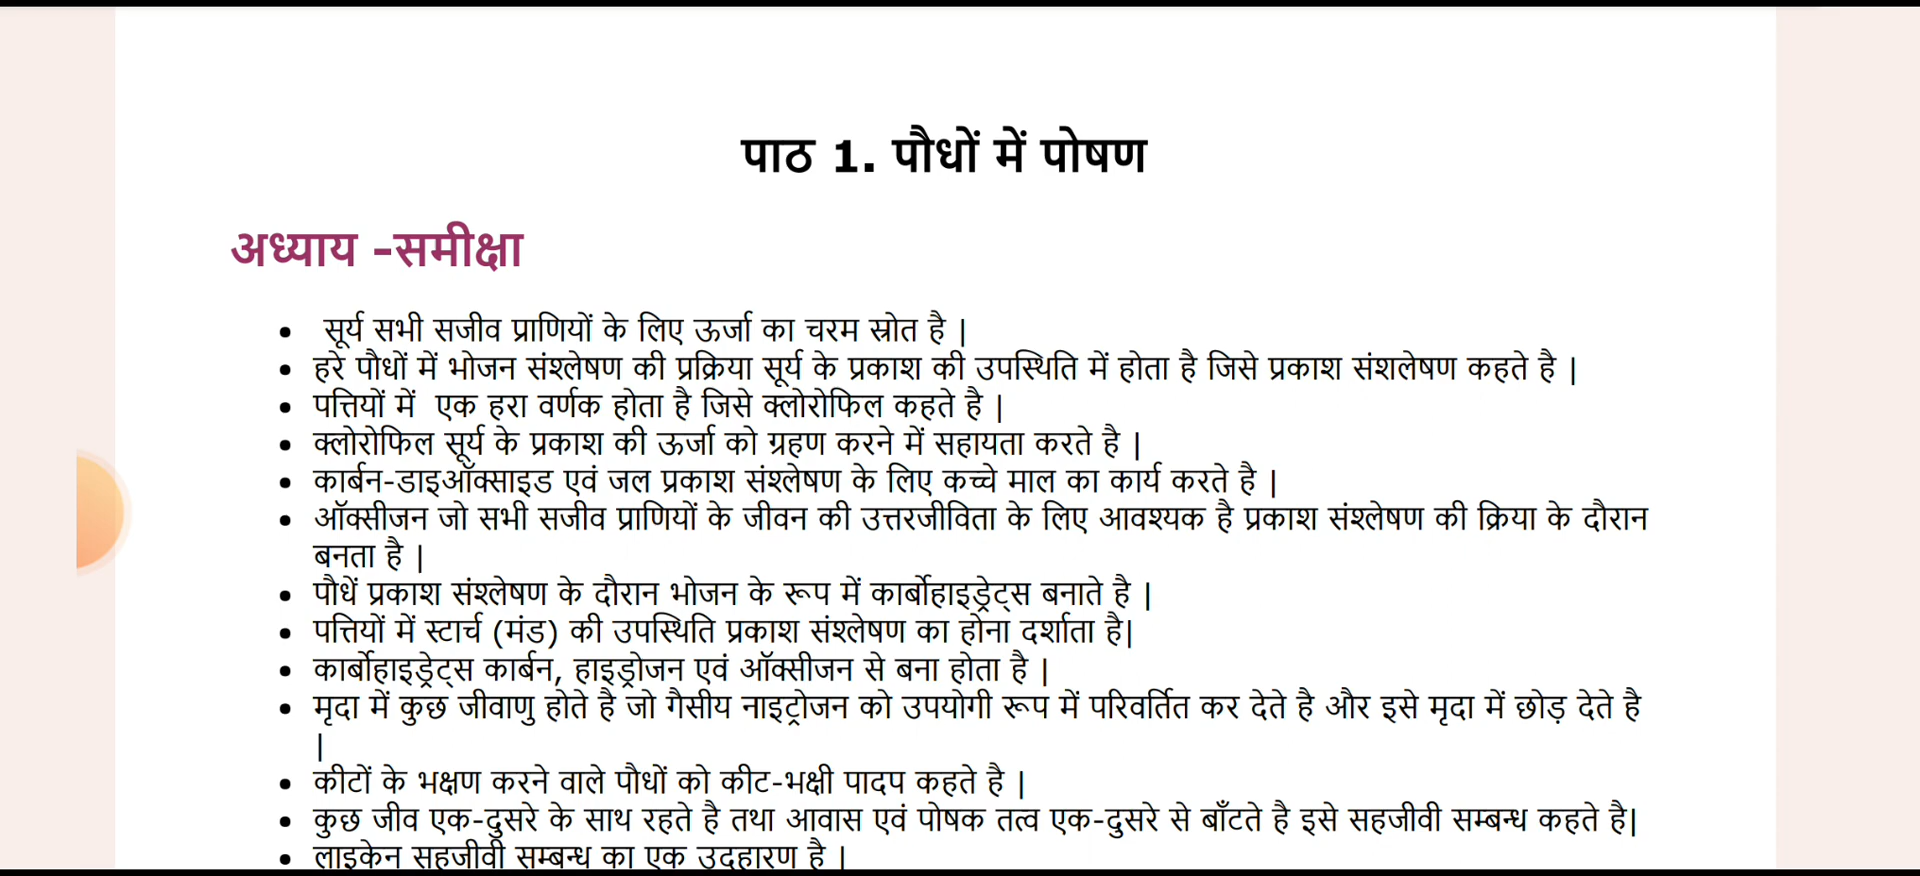 पाठ 1. पौधों में पोषण
अध्याय -समीक्षा
• सूर्य सभी सजीव प्राणियों के लिए ऊर्जा का चरम स्रोत है |
• हरे पौधों में भोजन संश्लेषण की प्रक्रिया सूर्य के प्रकाश की उपस्थिति में होता है जिसे प्रकाश संशलेषण कहते है |
• पत्तियों में एक हरा वर्णक होता है जिसे क्लोरोफिल कहते है |
• क्लोरोफिल सूर्य के प्रकाश की ऊर्जा को ग्रहण करने में सहायता करते है |
• कार्बन-डाइऑक्साइड एवं जल प्रकाश संश्लेषण के लिए कच्चे माल का कार्य करते है |
• ऑक्सीजन जो सभी सजीव प्राणियों के जीवन की उत्तरजीविता के लिए आवश्यक है प्रकाश संश्लेषण की क्रिया के दौरान
बनता है |
• पौधें प्रकाश संश्लेषण के दौरान भोजन के रूप में कार्बोहाइड्रेट्स बनाते है |
• पत्तियों में स्टार्च (मंड) की उपस्थिति प्रकाश संश्लेषण का होना दर्शाता है|
• कार्बोहाइड्रेट्स कार्बन, हाइड्रोजन एवं ऑक्सीजन से बना होता है |
• मृदा में कुछ जीवाणु होते है जो गैसीय नाइट्रोजन को उपयोगी रूप में परिवर्तित कर देते है और इसे मृदा में छोड़ देते है
|
• कीटों के भक्षण करने वाले पौधों को कीट-भक्षी पादप कहते है |
• कुछ जीव एक-दुसरे के साथ रहते है तथा आवास एवं पोषक तत्व एक-दुसरे से बाँटते है इसे सहजीवी सम्बन्ध कहते है|
• लाइकेन सहजीवी सम्बन्ध का एक उदहारण है |